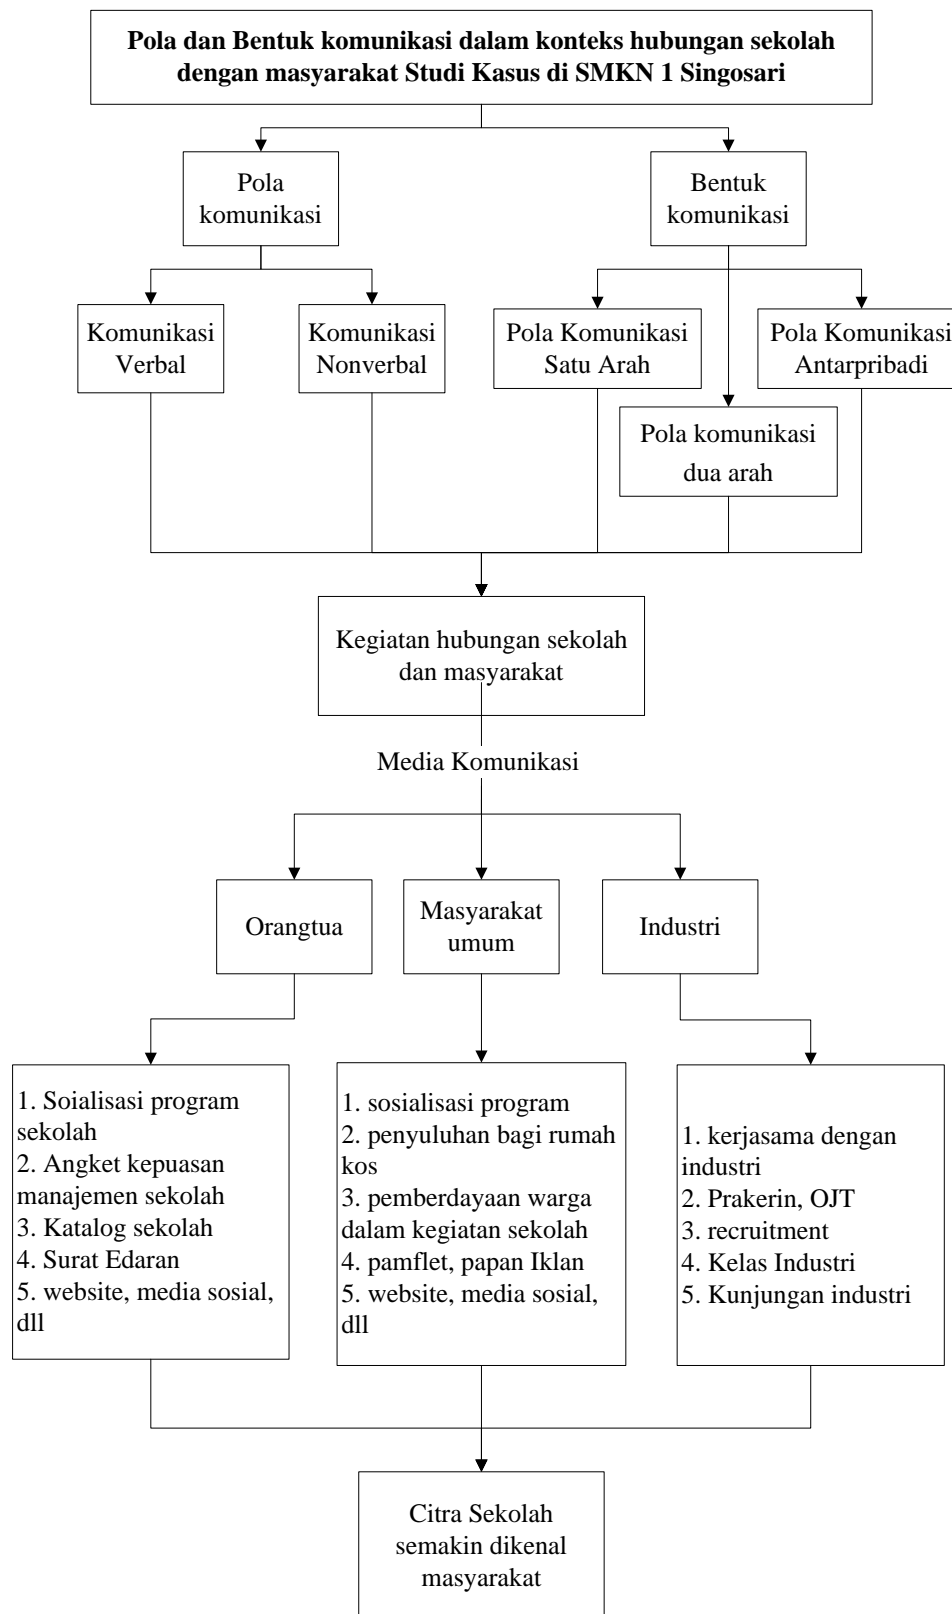 Pola dan Bentuk komunikasi dalam konteks hubungan sekolah
dengan masyarakat Studi Kasus di SMKN 1 Singosari
Pola
komunikasi
Bentuk
komunikasi
Komunikasi
Verbal
Komunikasi
Nonverbal
Pola Komunikasi
Satu Arah
Pola Komunikasi
Antarpribadi
Pola komunikasi
dua arah
Kegiatan hubungan sekolah
dan masyarakat
Media Komunikasi
Orangtua
Masyarakat
umum
Industri
1. Soialisasi program
sekolah
2. Angket kepuasan
manajemen sekolah
3. Katalog sekolah
4. Surat Edaran
5. website, media sosial,
dll
1. sosialisasi program
2. penyuluhan bagi rumah
kos
3. pemberdayaan warga
dalam kegiatan sekolah
4. pamflet, papan Iklan
5. website, media sosial,
dll
1. kerjasama dengan
industri
2. Prakerin, OJT
3. recruitment
4. Kelas Industri
5. Kunjungan industri
Citra Sekolah
semakin dikenal
masyarakat